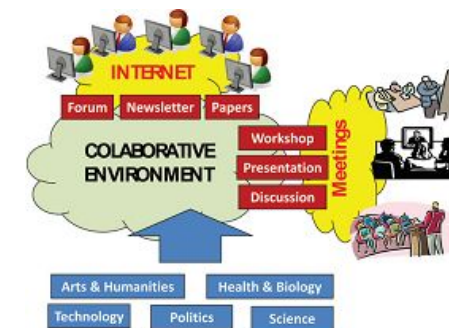 INTERNET
Forum
Newsletter
Papers
COLABORATIVE
ENVIRONMENT
Workshop
Presentation
Discussion
Meetings
Arts & Humanities
Health & Biology
Technology
Politics
Science